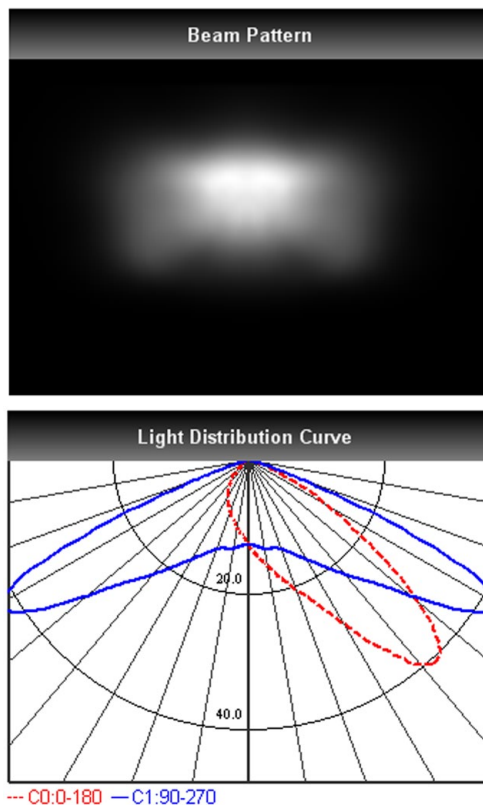 Beam Pattern
Light Distribution Curve
20.0
40.0
--- C0:0-180 — C1:90-270